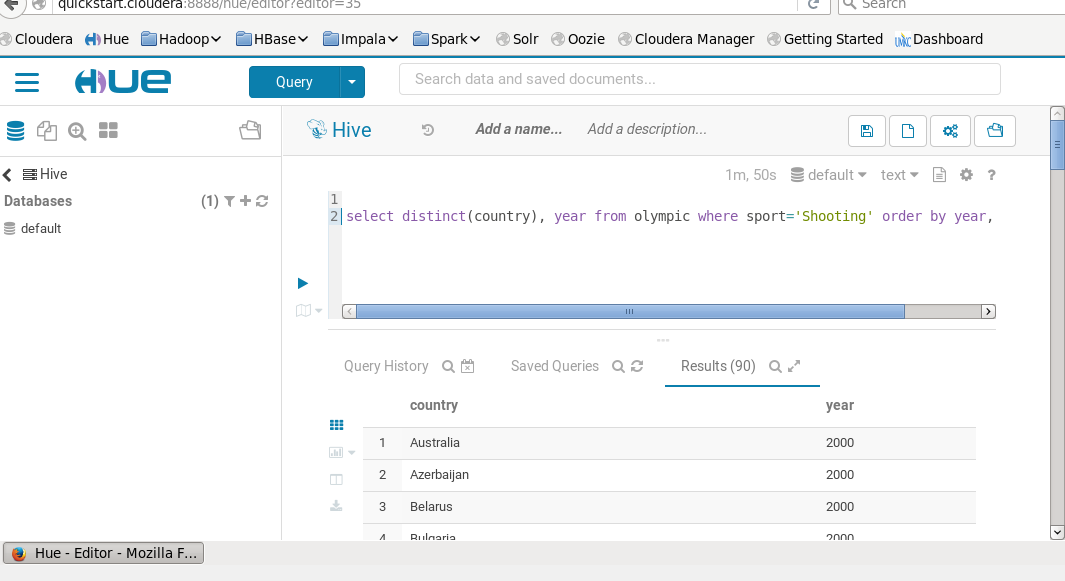 quickstart.cloudera:8888/hue/editor?editor=35
Search
Cloudera Hue Hadoop HBase Impala Spark Solr Oozie Cloudera Manager Getting Started Dashboard
HUE Query Search data and saved documents...
Hive Add a name... Add a description...
Hive 1m, 50s default text ?
Databases (1)
default
1
2 select distinct(country), year from olympic where sport='Shooting' order by year,
Query History Saved Queries Results (90)
country year
1 Australia 2000
2 Azerbaijan 2000
3 Belarus 2000
4 Bulgaria 2000
Hue - Editor - Mozilla F...